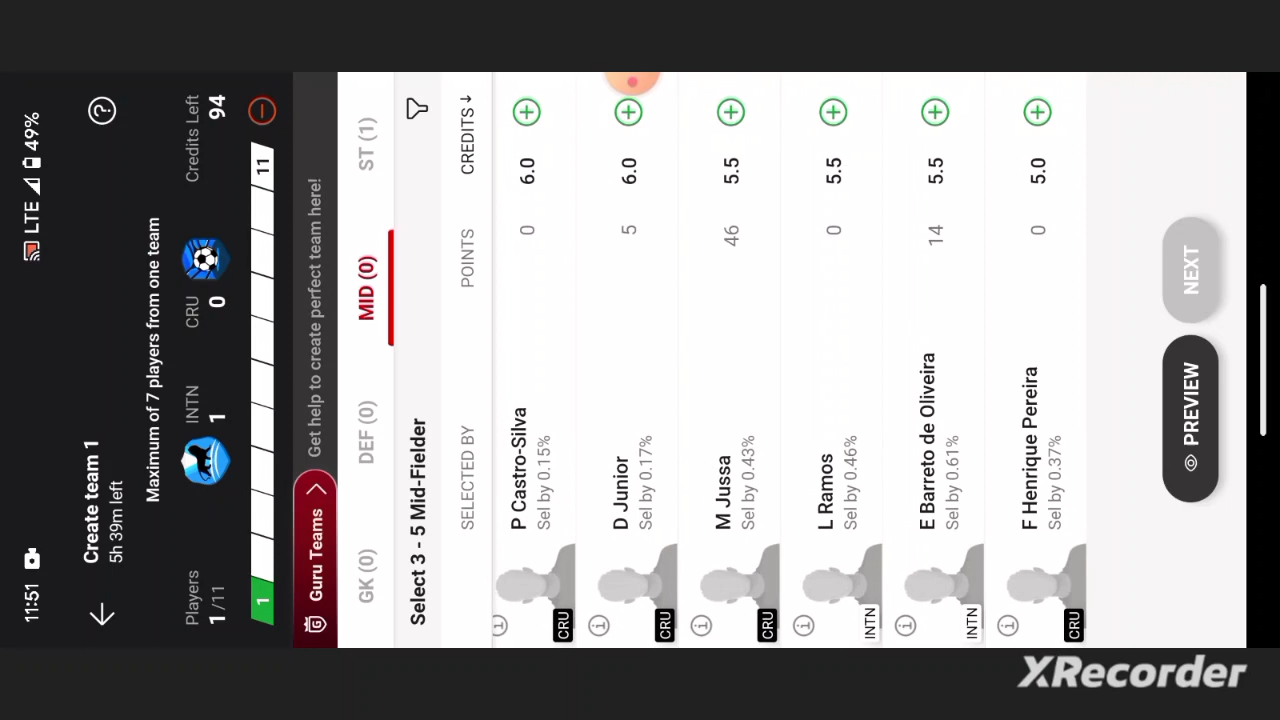 11:51 LTE 49%
Create team 1
5h 39m left
Maximum of 7 players from one team
Players INTN CRU Credits Left
1 /11 1 0 94
1 11
Guru Teams Get help to create perfect team here!
GK (0) DEF (0) MID (0) ST (1)
Select 3 - 5 Mid-Fielder
SELECTED BY POINTS CREDITS
P Castro-Silva 0 6.0
Sel by 0.15%
CRU
D Junior 5 6.0
Sel by 0.17%
CRU
M Jussa 46 5.5
Sel by 0.43%
CRU
L Ramos 0 5.5
Sel by 0.46%
INTN
E Barreto de Oliveira 14 5.5
Sel by 0.61%
INTN
F Henrique Pereira 0 5.0
Sel by 0.37%
CRU
PREVIEW NEXT
XRecorder